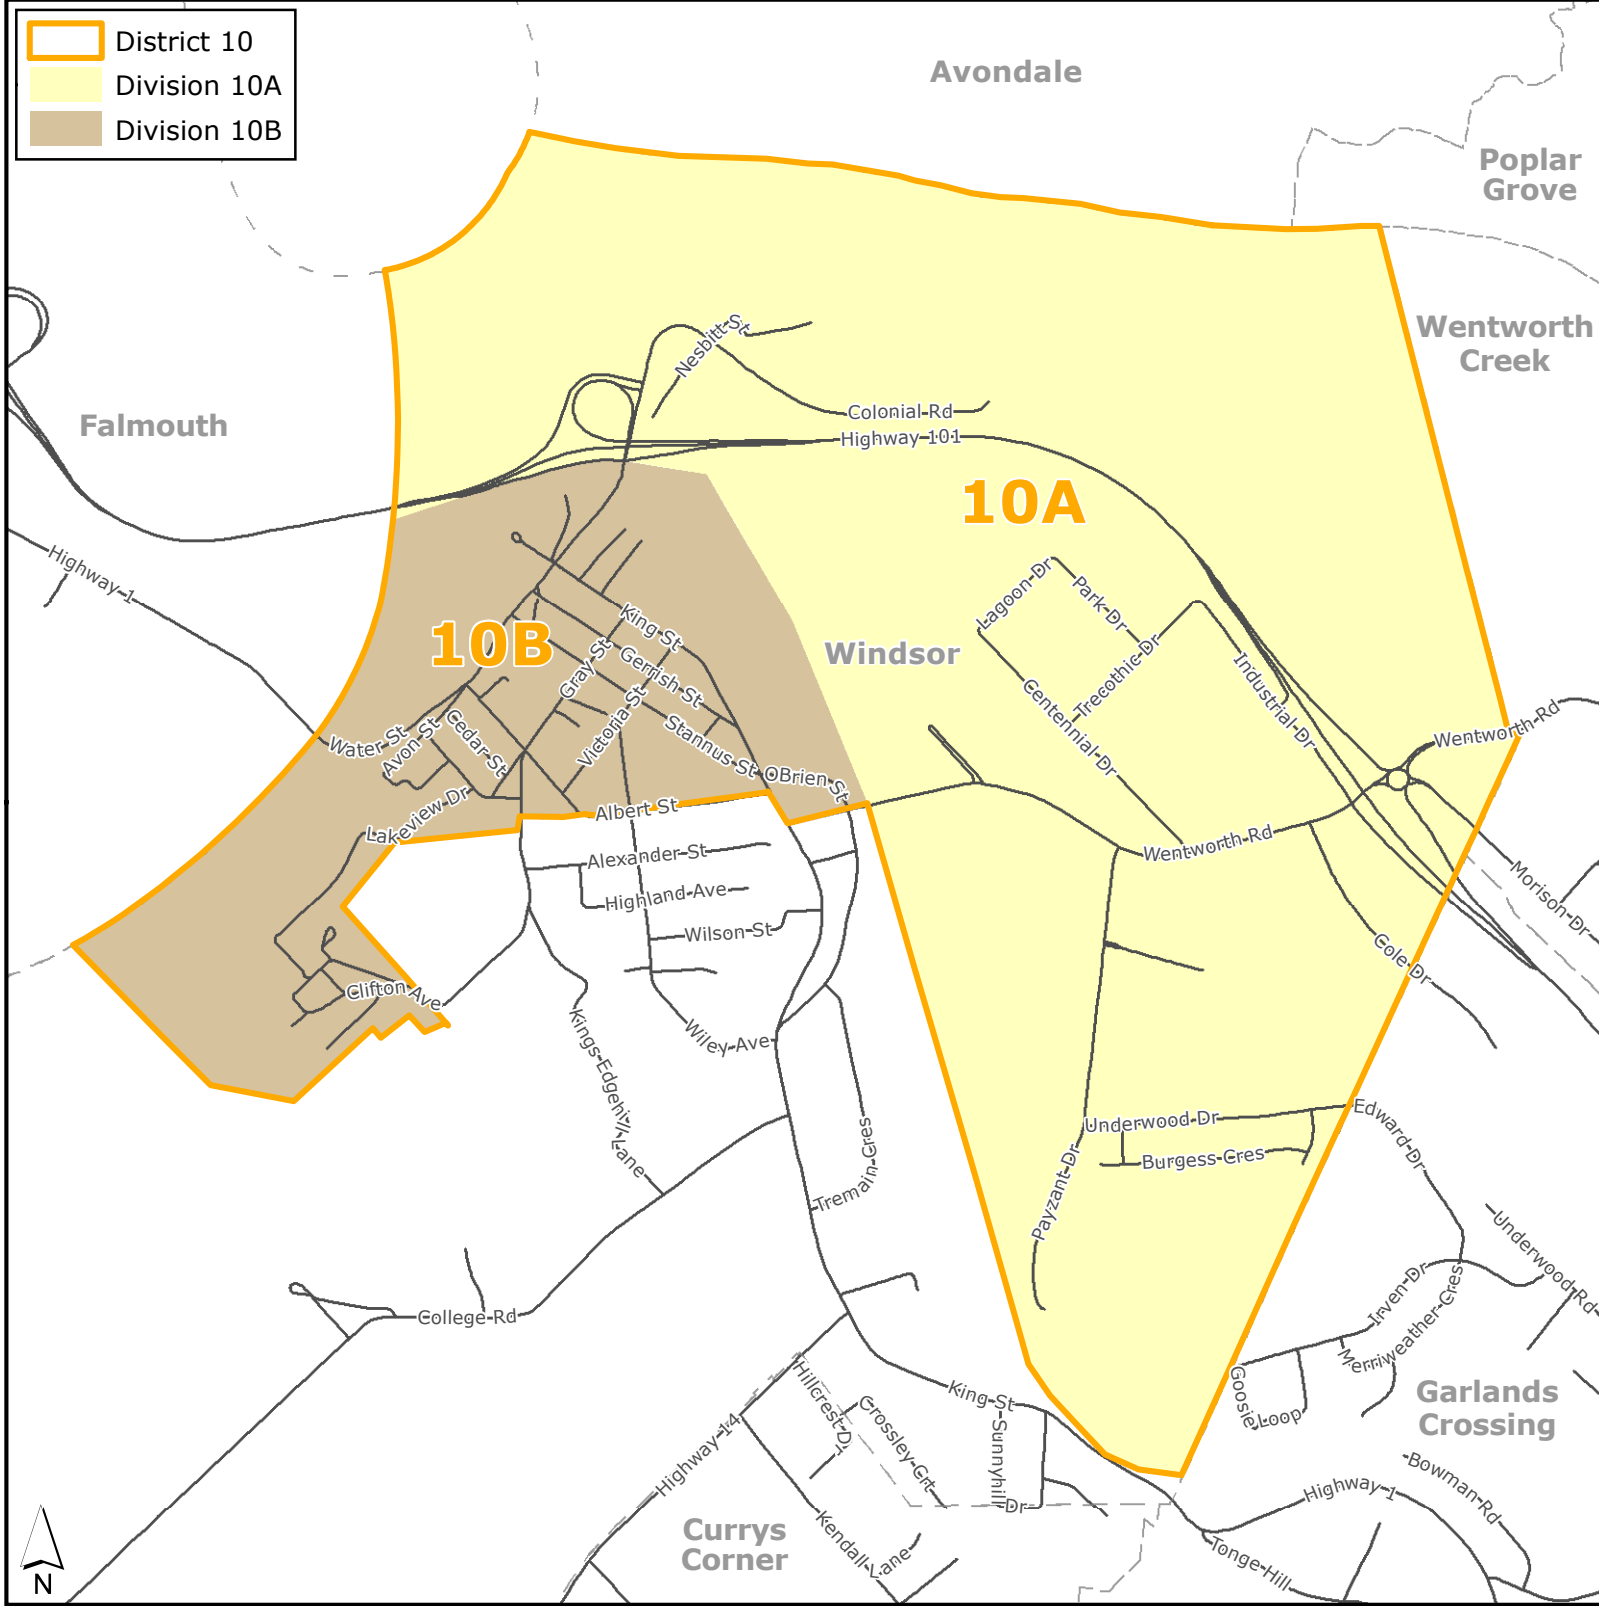 District 10
Division 10A
Division 10B
Avondale
Poplar
Grove
Wentworth
Creek
Falmouth
Nesbitt St
Colonial Rd
Highway 101
10A
Highway 1
Lagoon Dr
Park Dr
King St
10B
Windsor
Gray St
Gerrish St
Trecothic Dr
Industrial Dr
Centennial Dr
Victoria St
Stannus St
Water St
Avon St
Cedar St
Wentworth Rd
OBrien St
Lakeview Dr
Albert St
Wentworth Rd
Alexander St
Highland Ave
Morison Dr
Wilson St
Cole Dr
Clifton Ave
Wiley Ave
Kings Edgehill Lane
Tremain Cres
Underwood Dr
Edward Dr
Burgess Cres
Payzant Dr
Underwood Rd
Irven Dr
Merriweather Cres
College Rd
Goosie Loop
Garlands
Crossing
King St
Hillcrest Dr
Crossley Crt
Sunnyhill Dr
Highway 14
Highway 1
Bowman Rd
Currys
Corner
Kendall Lane
Tonge Hill
N